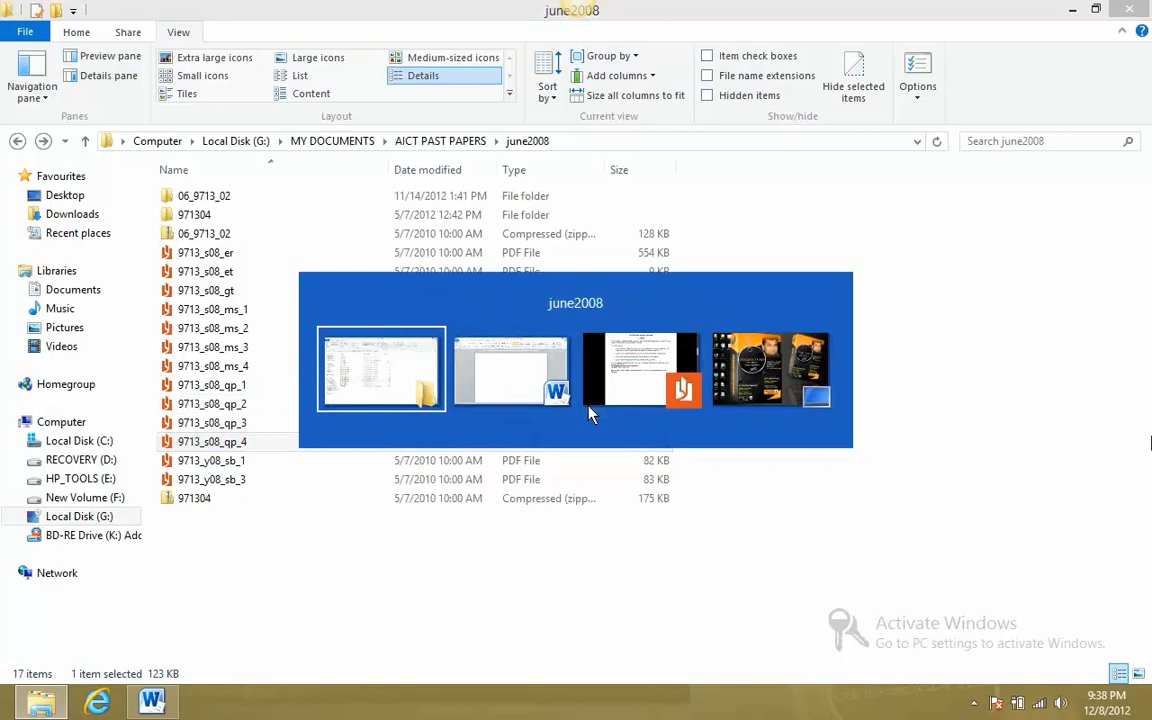 june2008
File Home Share View
Preview pane
Details pane
Navigation pane
Panes
Extra large icons Large icons Medium-sized icons
Small icons List Details
Tiles Content
Layout
Sort by
Group by
Add columns
Size all columns to fit
Current view
Item check boxes
File name extensions
Hidden items
Hide selected items
Show/hide
Options
Computer Local Disk (G:) MY DOCUMENTS AICT PAST PAPERS june2008
Search june2008
Name Date modified Type Size
Favourites
Desktop
Downloads
Recent places
Libraries
Documents
Music
Pictures
Videos
Homegroup
Computer
Local Disk (C:)
RECOVERY (D:)
HP_TOOLS (E:)
New Volume (F:)
Local Disk (G:)
BD-RE Drive (K:) Adc
Network
06_9713_02 11/14/2012 1:41 PM File folder
971304 5/7/2012 12:42 PM File folder
06_9713_02 5/7/2010 10:00 AM Compressed (zipp... 128 KB
9713_s08_er 5/7/2010 10:00 AM PDF File 554 KB
9713_s08_et 5/7/2010 10:00 AM PDF File 9 KB
9713_s08_gt
9713_s08_ms_1
9713_s08_ms_2
9713_s08_ms_3
9713_s08_ms_4
9713_s08_qp_1
9713_s08_qp_2
9713_s08_qp_3
9713_s08_qp_4
9713_y08_sb_1 5/7/2010 10:00 AM PDF File 82 KB
9713_y08_sb_3 5/7/2010 10:00 AM PDF File 83 KB
971304 5/7/2010 10:00 AM Compressed (zipp... 175 KB
june2008
Activate Windows
Go to PC settings to activate Windows.
17 items 1 item selected 123 KB
9:38 PM
12/8/2012